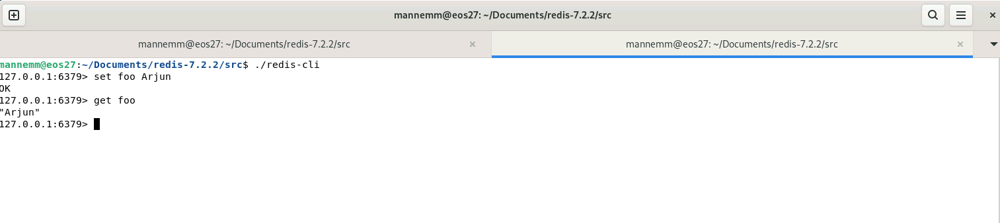 mannemm@eos27: ~/Documents/redis-7.2.2/src
mannemm@eos27: ~/Documents/redis-7.2.2/src
mannemm@eos27: ~/Documents/redis-7.2.2/src
mannemm@eos27:~/Documents/redis-7.2.2/src$ ./redis-cli
127.0.0.1:6379> set foo Arjun
OK
127.0.0.1:6379> get foo
"Arjun"
127.0.0.1:6379>